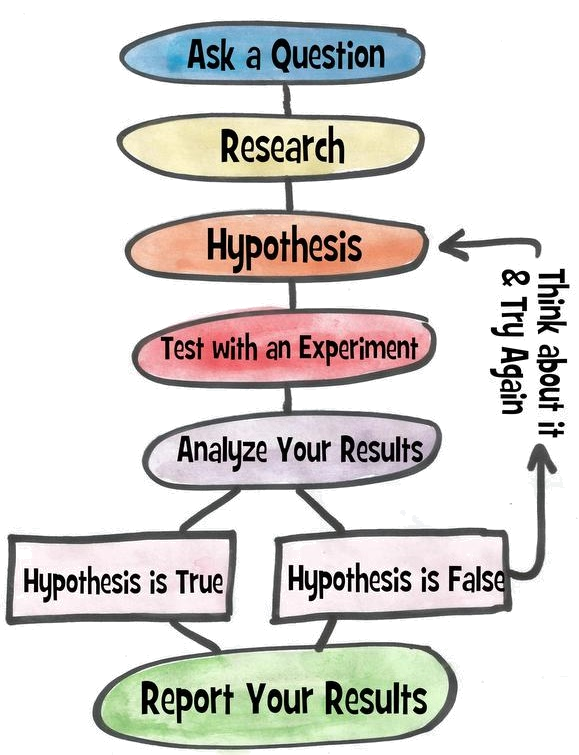 Ask a Question
Research
Hypothesis
Test with an Experiment
Analyze Your Results
Hypothesis is True
Hypothesis is False
Think about it
& Try Again
Report Your Results